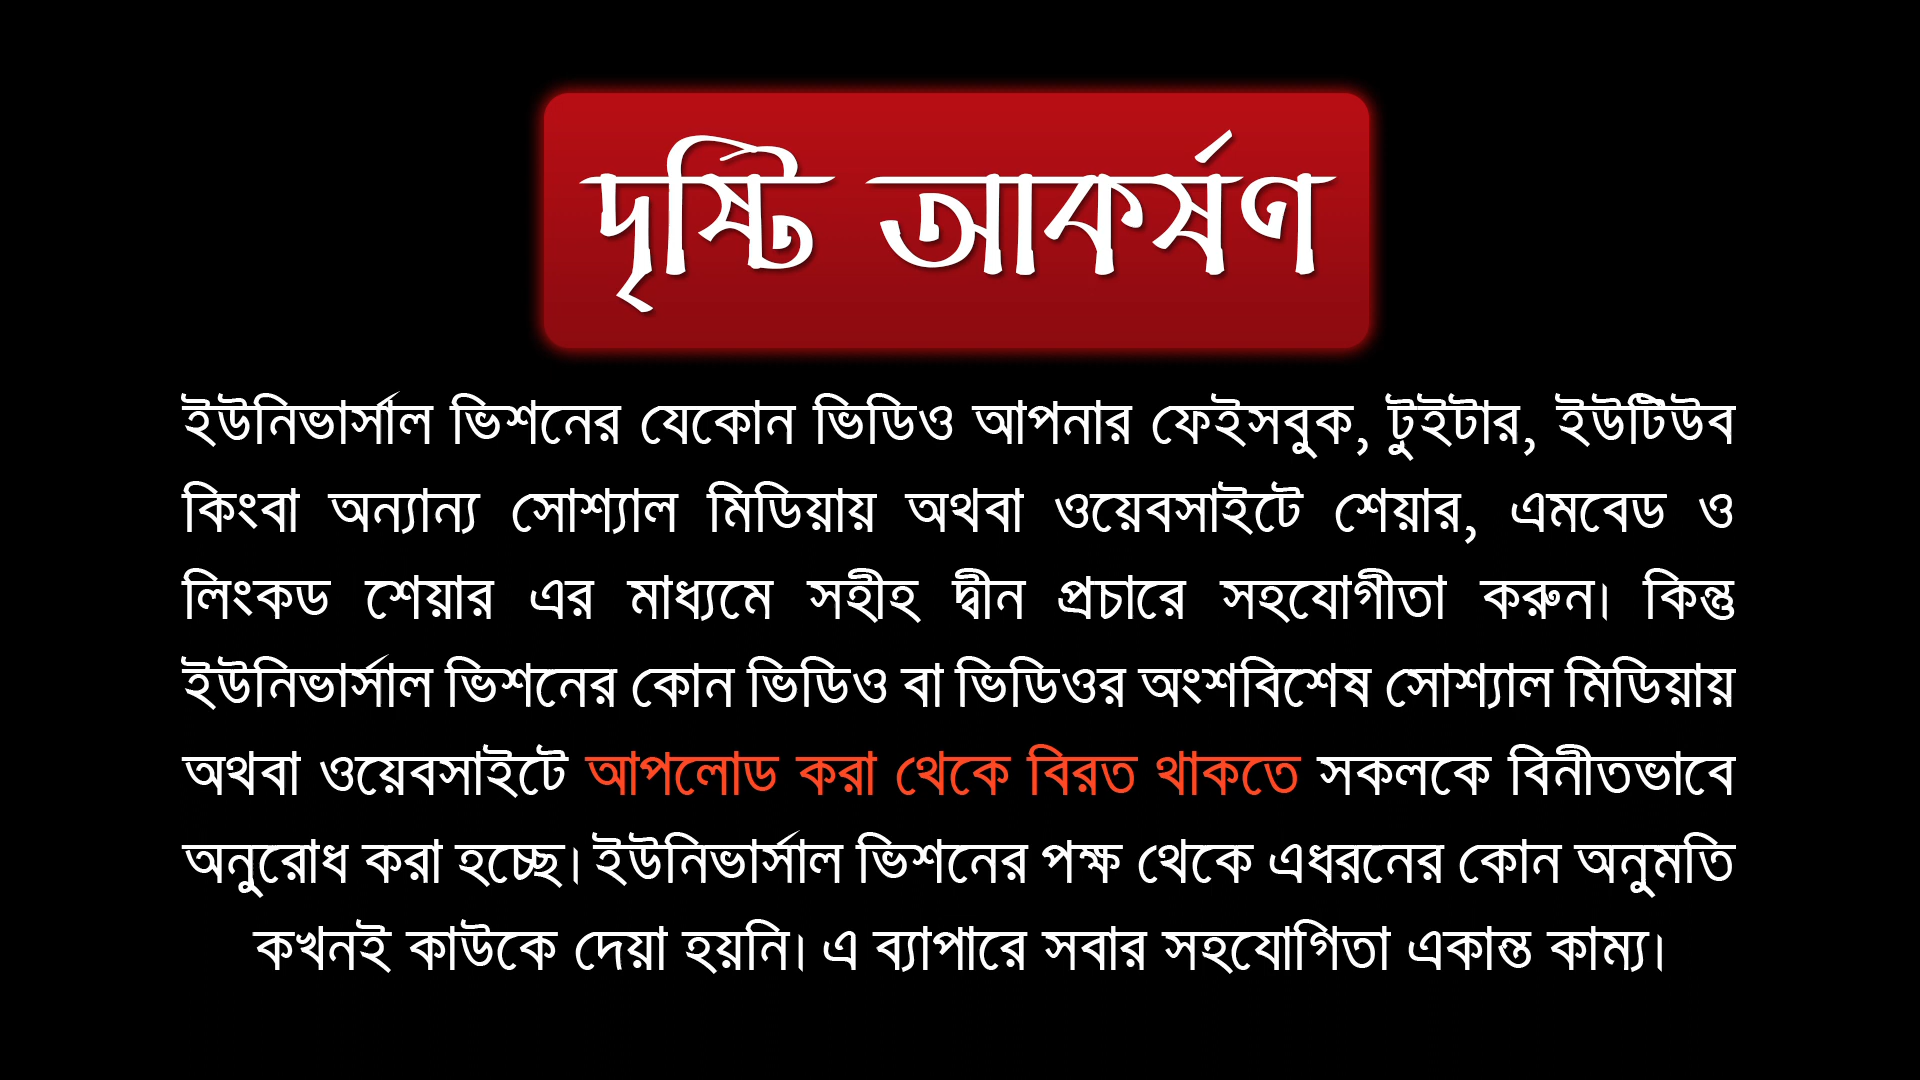 দৃষ্টি আকর্ষণ
ইউনিভার্সাল ভিশনের যেকোন ভিডিও আপনার ফেইসবুক, টুইটার, ইউটিউব
কিংবা অন্যান্য সোশ্যাল মিডিয়ায় অথবা ওয়েবসাইটে শেয়ার, এমবেড ও
লিংকড শেয়ার এর মাধ্যমে সহীহ দ্বীন প্রচারে সহযোগীতা করুন। কিন্তু
ইউনিভার্সাল ভিশনের কোন ভিডিও বা ভিডিওর অংশবিশেষ সোশ্যাল মিডিয়ায়
অথবা ওয়েবসাইটে আপলোড করা থেকে বিরত থাকতে সকলকে বিনীতভাবে
অনুরোধ করা হচ্ছে। ইউনিভার্সাল ভিশনের পক্ষ থেকে এধরনের কোন অনুমতি
কখনই কাউকে দেয়া হয়নি। এ ব্যাপারে সবার সহযোগিতা একান্ত কাম্য।